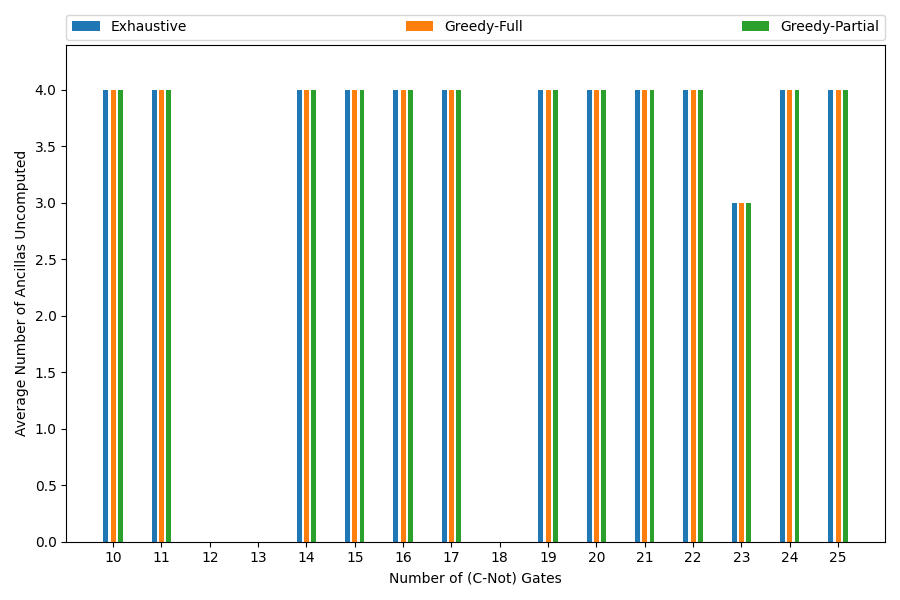 Exhaustive Greedy-Full Greedy-Partial
4.0
3.5
3.0
2.5
2.0
1.5
1.0
0.5
0.0
Average Number of Ancillas Uncomputed
10 11 12 13 14 15 16 17 18 19 20 21 22 23 24 25
Number of (C-Not) Gates